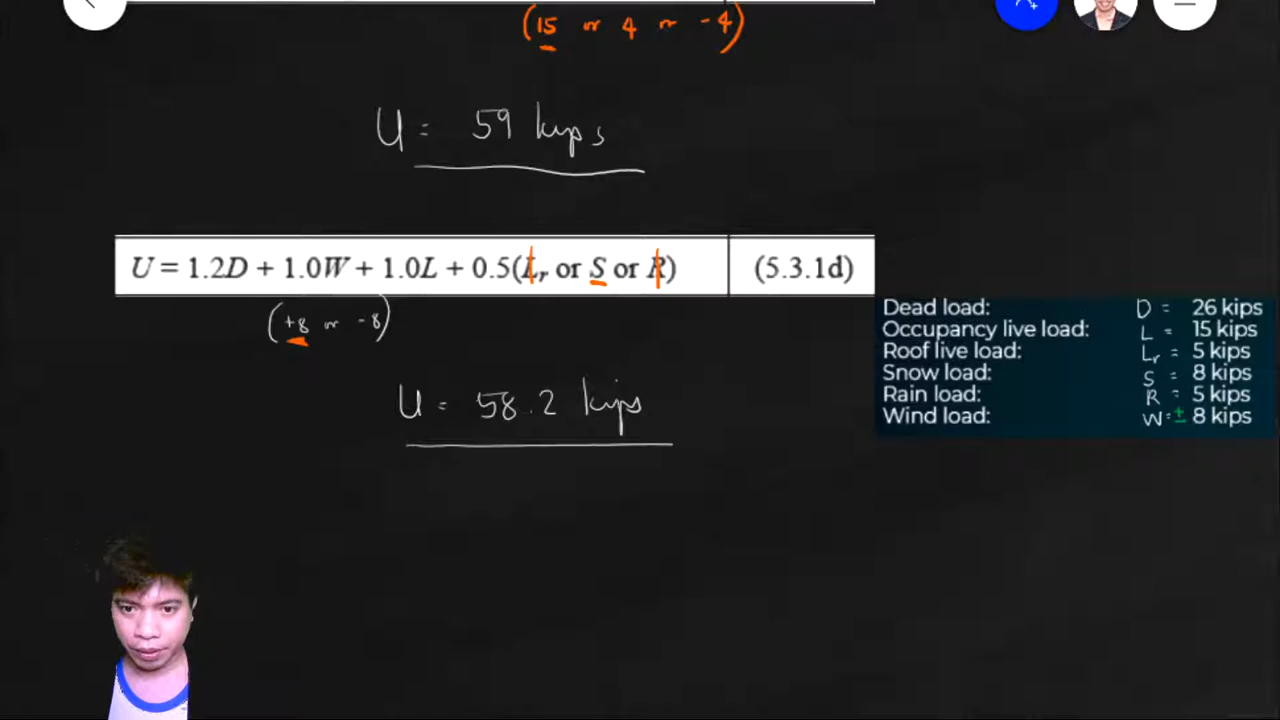 (15 or 4 or -4)
U = 59 kips
U = 1.2D + 1.0W + 1.0L + 0.5(Lr or S or R) (5.3.1d)
(+8 or -8)
U = 58.2 kips
Dead load: D = 26 kips
Occupancy live load: L = 15 kips
Roof live load: Lr = 5 kips
Snow load: S = 8 kips
Rain load: R = 5 kips
Wind load: W = ± 8 kips